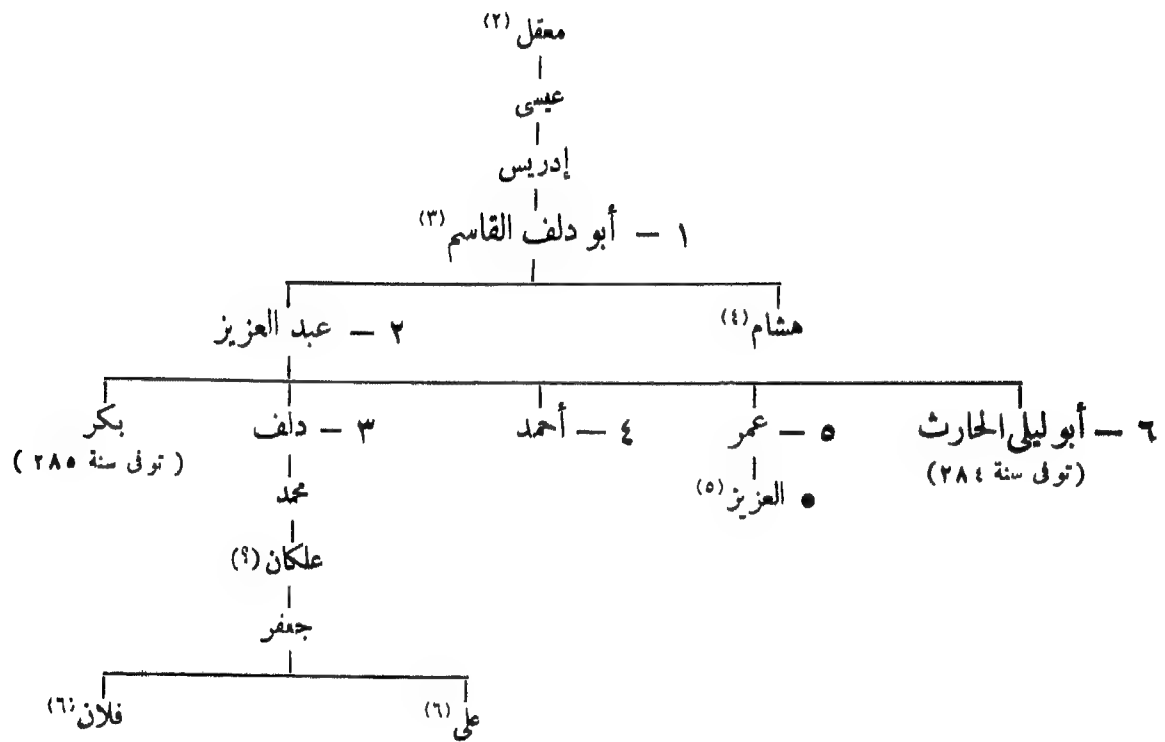 معقل (٢)
عيسى
إدريس
١ — أبو دلف القاسم (٣)
هشام (٤) ٢ — عبد العزيز
٦ — أبو ليلى الحارث ٥ — عمر ٤ — أحمد ٣ — دلف بكر
(توفى سنة ٢٨٤) (توفى سنة ٢٨٥)
● العزيز (٥) محمد
علكان (؟)
جعفر
على (٦) فلان (٦)